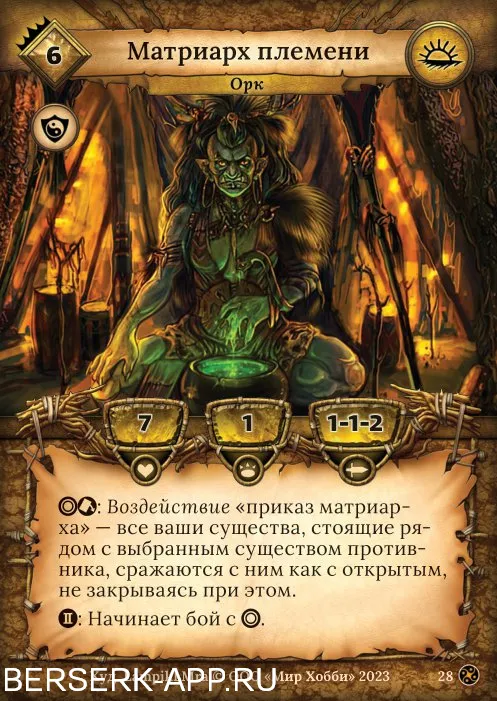 6
Матриарх племени
Орк
7
1
1-1-2
: Воздействие «приказ матриар-
ха» — все ваши существа, стоящие ря-
дом с выбранным существом против-
ника, сражаются с ним как с открытым,
не закрываясь при этом.
II: Начинает бой с .
© ООО «Мир Хобби» 2023
28
BERSERK-APP.RU